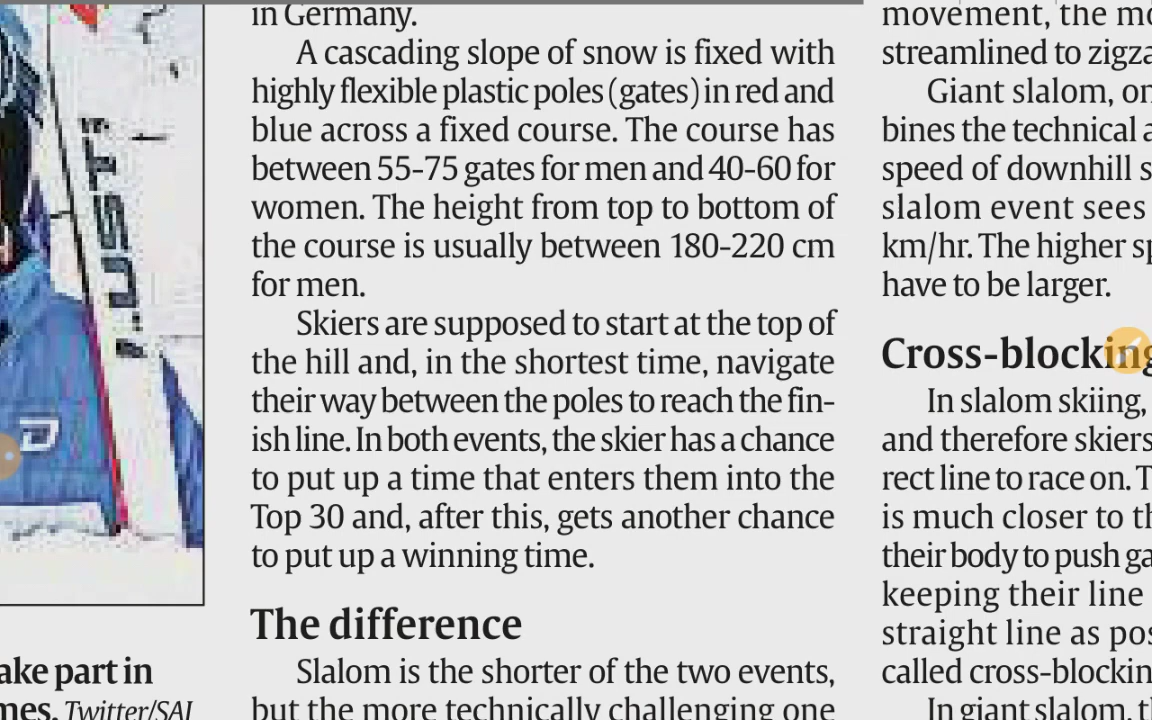 in Germany.
A cascading slope of snow is fixed with
highly flexible plastic poles (gates) in red and
blue across a fixed course. The course has
between 55-75 gates for men and 40-60 for
women. The height from top to bottom of
the course is usually between 180-220 cm
for men.
Skiers are supposed to start at the top of
the hill and, in the shortest time, navigate
their way between the poles to reach the fin-
ish line. In both events, the skier has a chance
to put up a time that enters them into the
Top 30 and, after this, gets another chance
to put up a winning time.
The difference
Slalom is the shorter of the two events,
but the more technically challenging one
movement, the
streamlined to
Giant slalom,
bines the technical
speed of downhill
slalom event sees
km/hr. The higher
have to be larger.
Cross-blocking
In slalom skiing,
and therefore skiers
rect line to race on.
is much closer to
their body to push
keeping their line
straight line as
called
In giant slalom,
part in
Twitter/SAI